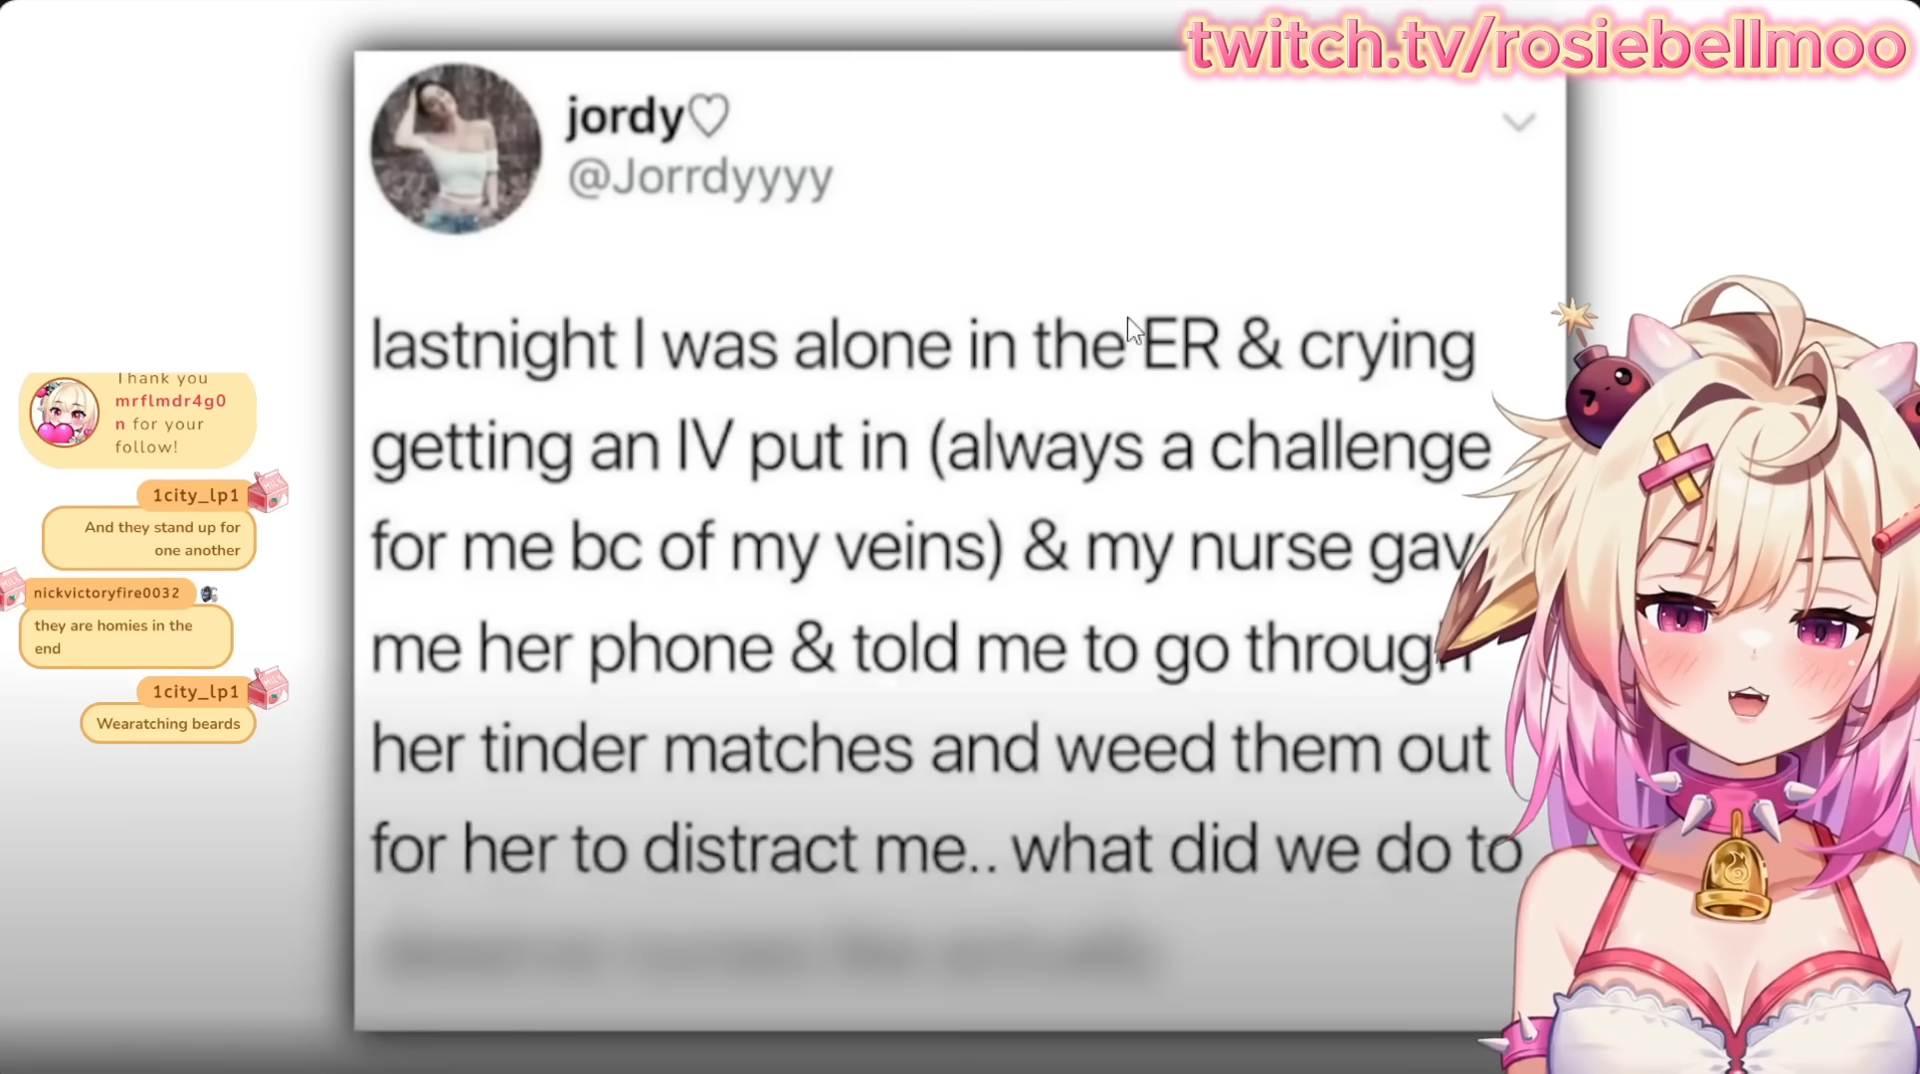 twitch.tv/rosiebellmoo
jordy♡
@Jorrdyyyy
lastnight I was alone in the ER & crying
getting an IV put in (always a challenge
for me bc of my veins) & my nurse gav
me her phone & told me to go through
her tinder matches and weed them out
for her to distract me.. what did we do to
Thank you
mrflmdr4g0
n for your
follow!
1city_lp1
And they stand up for
one another
nickvictoryfire0032
they are homies in the
end
1city_lp1
Wearatching beards